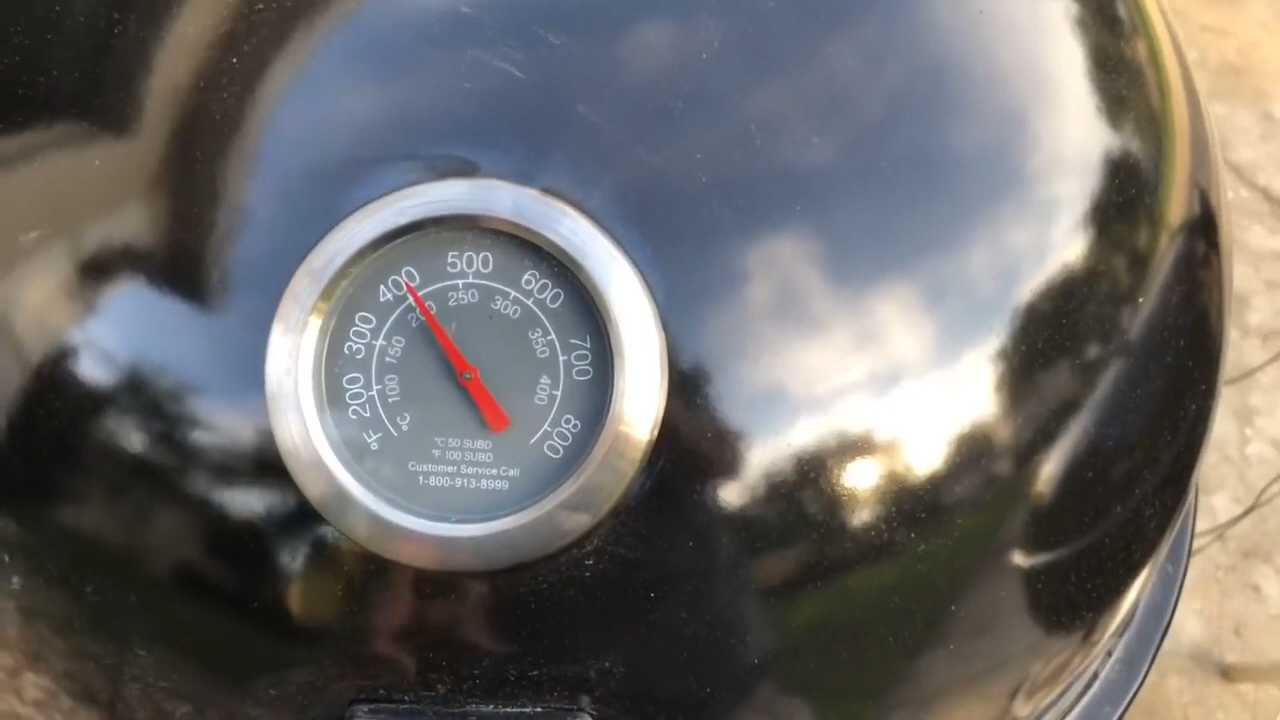 °F 200 300 400 500 600 700 800
°C 100 150 200 250 300 350 400
°C 50 SUBD
°F 100 SUBD
Customer Service Call
1-800-913-8999